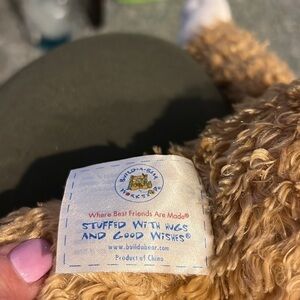 BUILD-A-BEAR
WORKSHOP
Where Best Friends Are Made®
STUFFED WITH HUGS
AND GOOD WISHES®
www.buildabear.com
Product of China